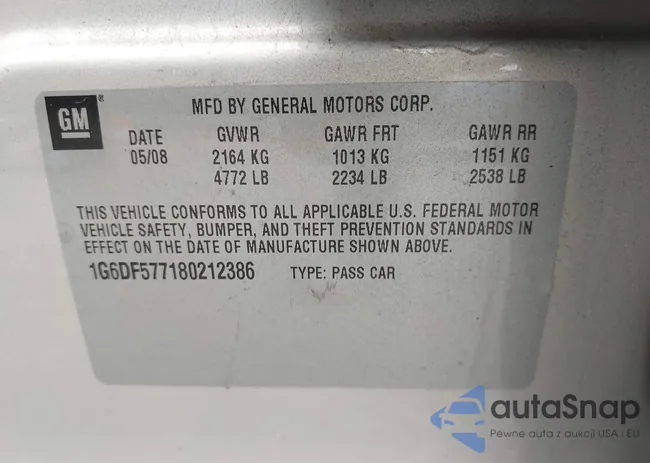 GM
®
MFD BY GENERAL MOTORS CORP.
DATE GVWR GAWR FRT GAWR RR
05/08 2164 KG 1013 KG 1151 KG
4772 LB 2234 LB 2538 LB
THIS VEHICLE CONFORMS TO ALL APPLICABLE U.S. FEDERAL MOTOR
VEHICLE SAFETY, BUMPER, AND THEFT PREVENTION STANDARDS IN
EFFECT ON THE DATE OF MANUFACTURE SHOWN ABOVE.
1G6DF577180212386 TYPE: PASS CAR
autaSnap
Pewne auta z aukcji USA i EU